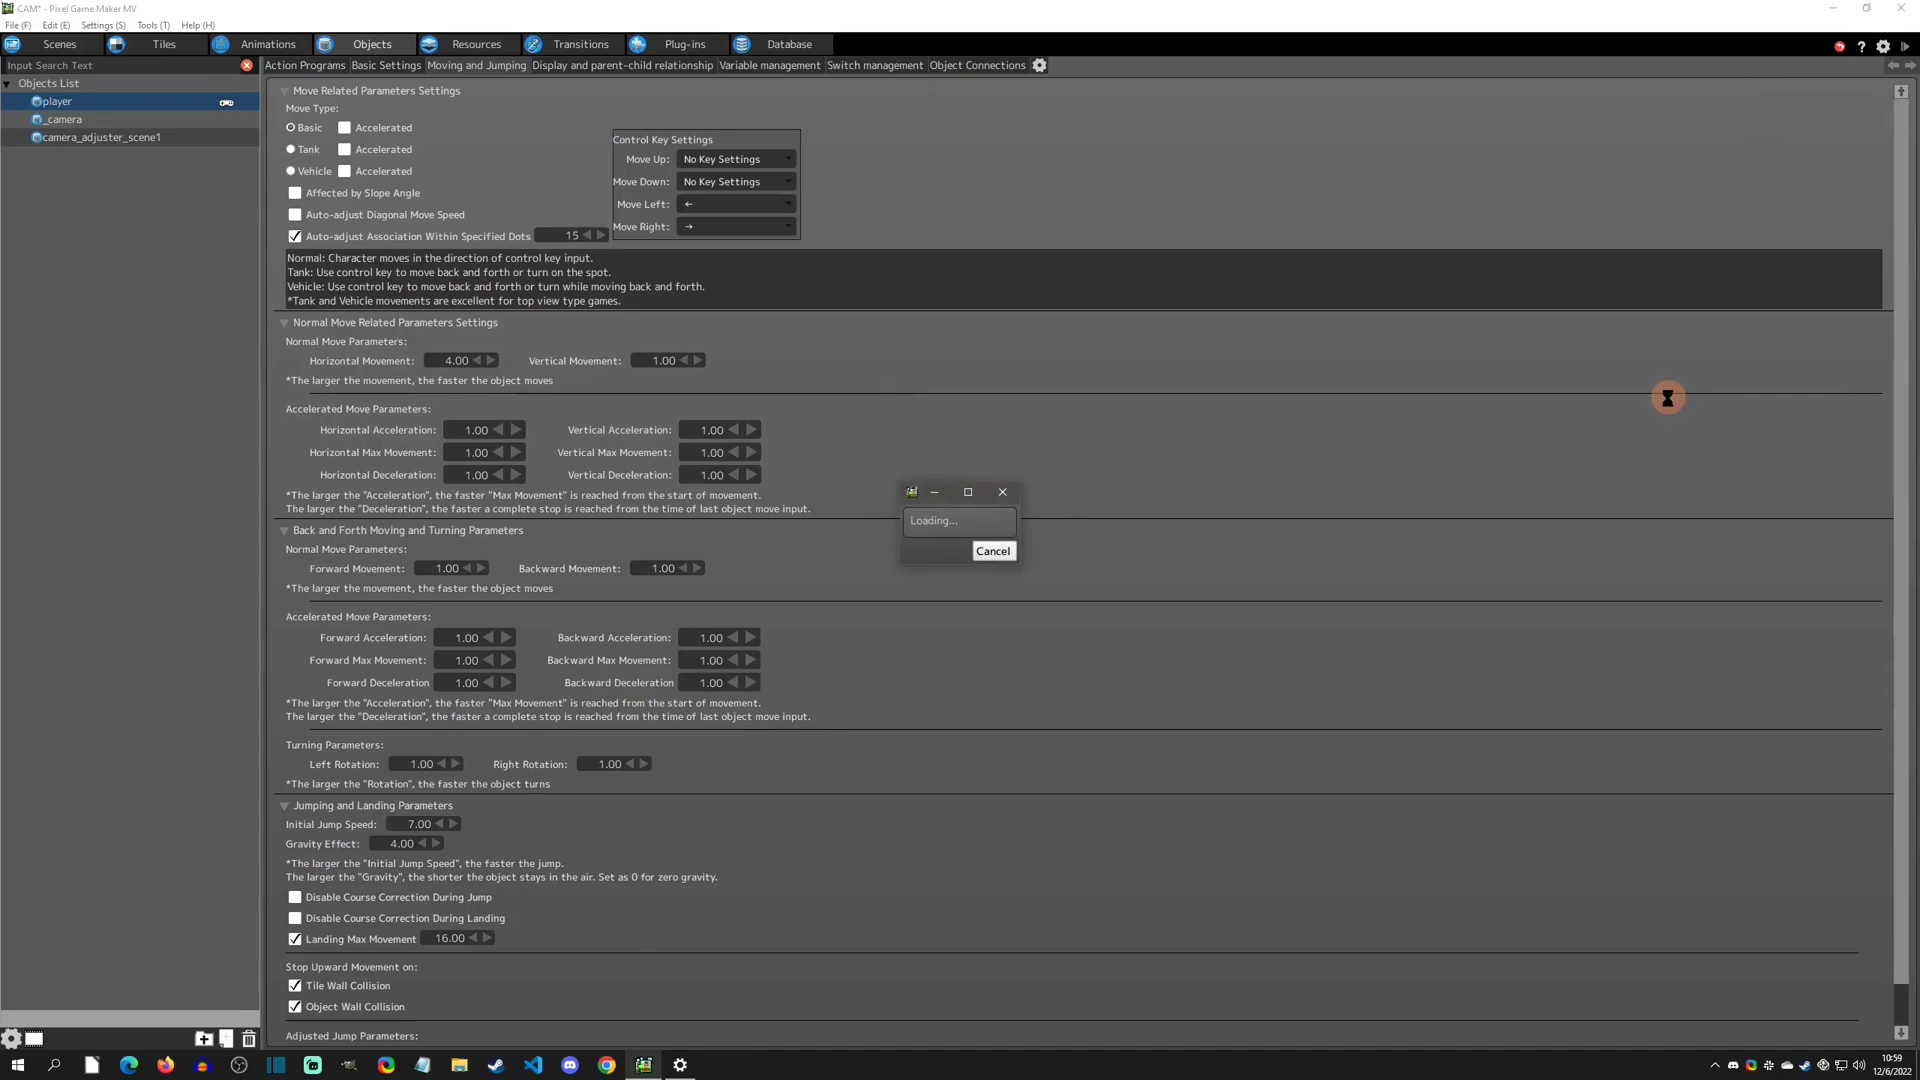 CAM* - Pixel Game Maker MV
File (F) Edit (E) Settings (S) Tools (T) Help (H)
Scenes Tiles Animations Objects Resources Transitions Plug-ins Database
Input Search Text
Action Programs Basic Settings Moving and Jumping Display and parent-child relationship Variable management Switch management Object Connections
Objects List
player
_camera
camera_adjuster_scene1
Move Related Parameters Settings
Move Type:
Basic Accelerated
Tank Accelerated
Vehicle Accelerated
Affected by Slope Angle
Auto-adjust Diagonal Move Speed
Auto-adjust Association Within Specified Dots 15
Control Key Settings
Move Up: No Key Settings
Move Down: No Key Settings
Move Left: ←
Move Right: →
Normal: Character moves in the direction of control key input.
Tank: Use control key to move back and forth or turn on the spot.
Vehicle: Use control key to move back and forth or turn while moving back and forth.
*Tank and Vehicle movements are excellent for top view type games.
Normal Move Related Parameters Settings
Normal Move Parameters:
Horizontal Movement: 4.00 Vertical Movement: 1.00
*The larger the movement, the faster the object moves
Accelerated Move Parameters:
Horizontal Acceleration: 1.00 Vertical Acceleration: 1.00
Horizontal Max Movement: 1.00 Vertical Max Movement: 1.00
Horizontal Deceleration: 1.00 Vertical Deceleration: 1.00
*The larger the "Acceleration", the faster "Max Movement" is reached from the start of movement.
The larger the "Deceleration", the faster a complete stop is reached from the time of last object move input.
Loading...
Cancel
Back and Forth Moving and Turning Parameters
Normal Move Parameters:
Forward Movement: 1.00 Backward Movement: 1.00
*The larger the movement, the faster the object moves
Accelerated Move Parameters:
Forward Acceleration: 1.00 Backward Acceleration: 1.00
Forward Max Movement: 1.00 Backward Max Movement: 1.00
Forward Deceleration 1.00 Backward Deceleration 1.00
*The larger the "Acceleration", the faster "Max Movement" is reached from the start of movement.
The larger the "Deceleration", the faster a complete stop is reached from the time of last object move input.
Turning Parameters:
Left Rotation: 1.00 Right Rotation: 1.00
*The larger the "Rotation", the faster the object turns
Jumping and Landing Parameters
Initial Jump Speed: 7.00
Gravity Effect: 4.00
*The larger the "Initial Jump Speed", the faster the jump.
The larger the "Gravity", the shorter the object stays in the air. Set as 0 for zero gravity.
Disable Course Correction During Jump
Disable Course Correction During Landing
Landing Max Movement 16.00
Stop Upward Movement on:
Tile Wall Collision
Object Wall Collision
Adjusted Jump Parameters:
10:59
12/6/2022